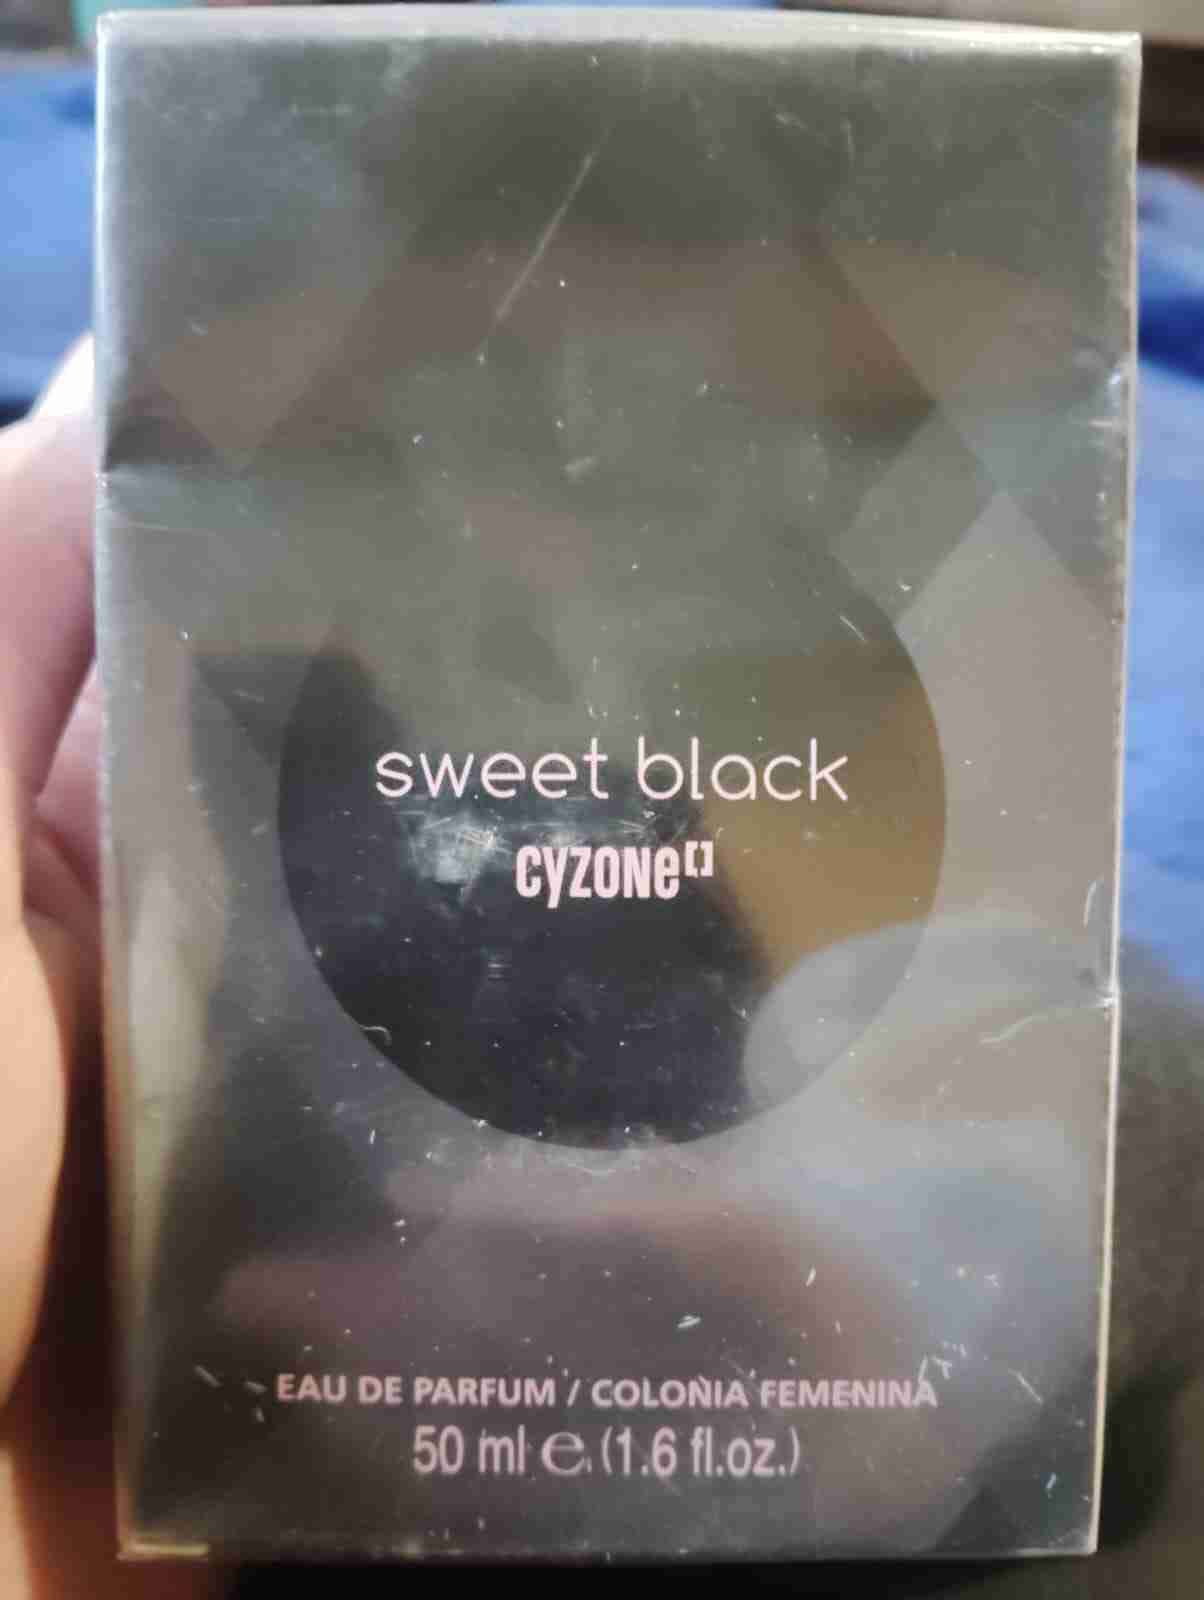 sweet black
cyzone[]
EAU DE PARFUM / COLONIA FEMENINA
50 ml ℮ (1.6 fl.oz.)